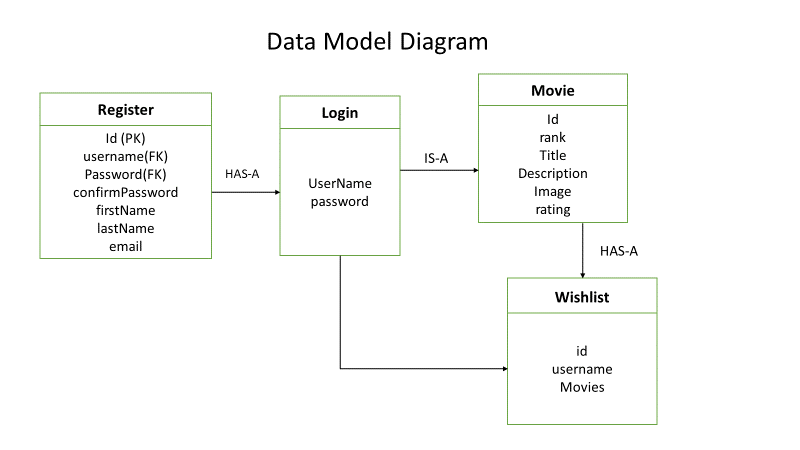 Data Model Diagram
Register
Id (PK)
username(FK)
Password(FK)
confirmPassword
firstName
lastName
email
HAS-A
Login
UserName
password
IS-A
Movie
Id
rank
Title
Description
Image
rating
HAS-A
Wishlist
id
username
Movies